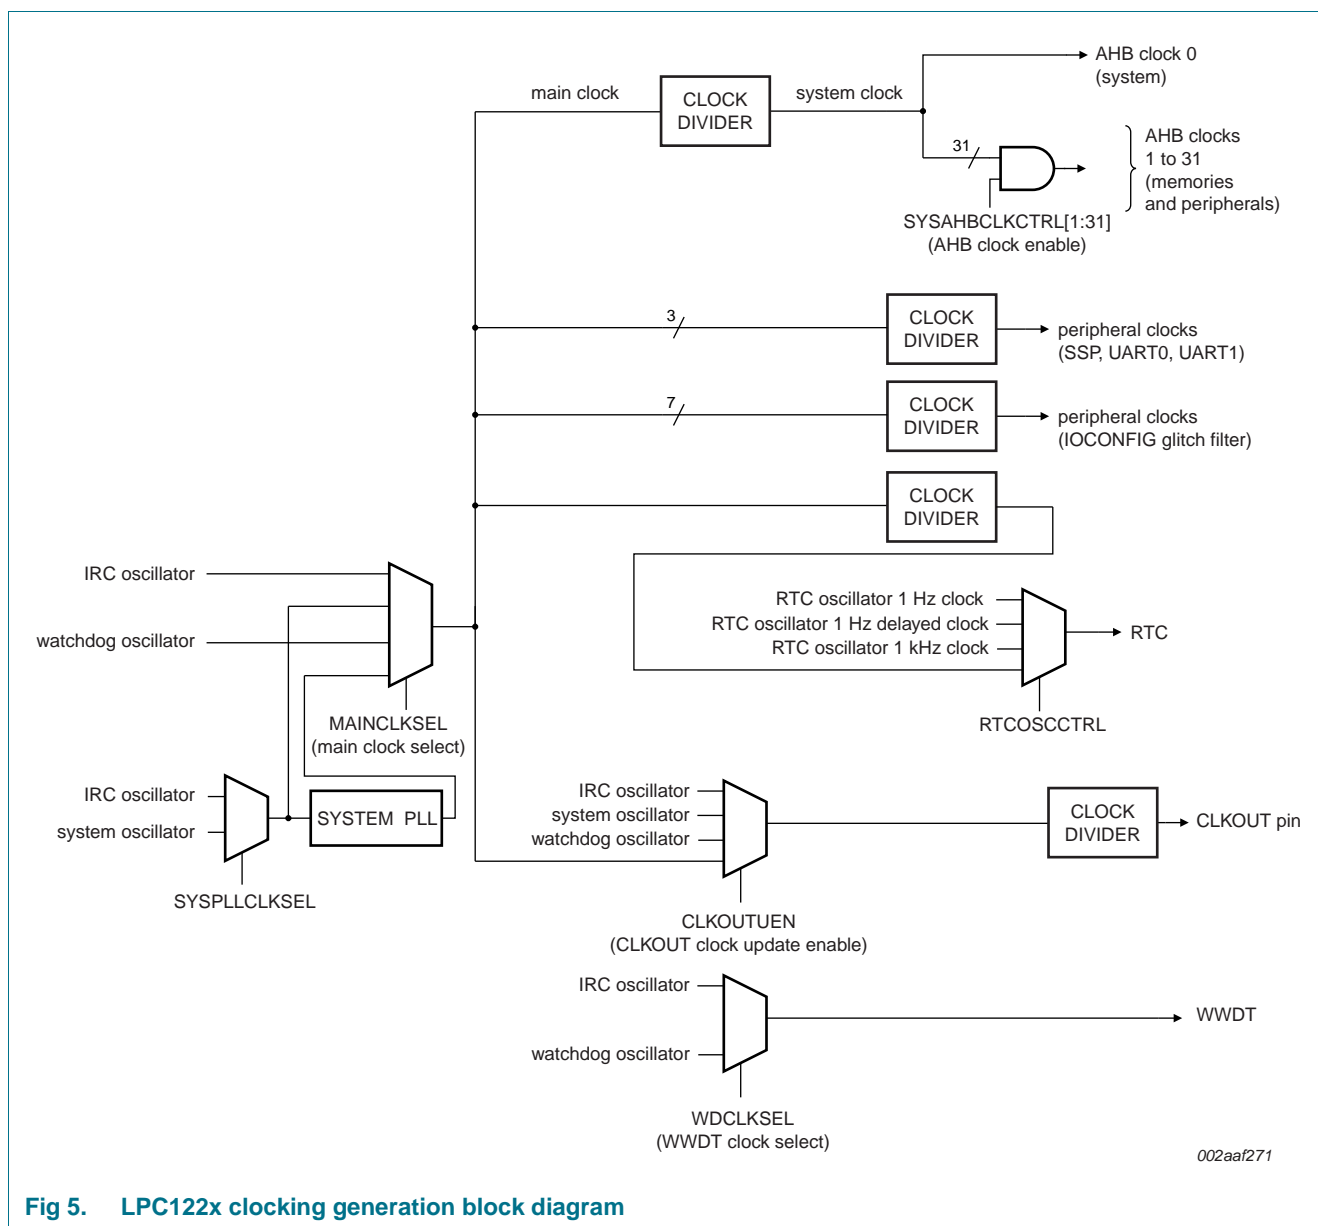 AHB clock 0
(system)
main clock
CLOCK
DIVIDER
system clock
31
AHB clocks
1 to 31
(memories
and peripherals)
SYSAHBCLKCTRL[1:31]
(AHB clock enable)
3
CLOCK
DIVIDER
peripheral clocks
(SSP, UART0, UART1)
7
CLOCK
DIVIDER
peripheral clocks
(IOCONFIG glitch filter)
CLOCK
DIVIDER
IRC oscillator
watchdog oscillator
MAINCLKSEL
(main clock select)
RTC oscillator 1 Hz clock
RTC oscillator 1 Hz delayed clock
RTC oscillator 1 kHz clock
RTC
RTCOSCCTRL
IRC oscillator
system oscillator
SYSTEM PLL
SYSPLLCLKSEL
IRC oscillator
system oscillator
watchdog oscillator
CLOCK
DIVIDER
CLKOUT pin
CLKOUTUEN
(CLKOUT clock update enable)
IRC oscillator
watchdog oscillator
WWDT
WDCLKSEL
(WWDT clock select)
002aaf271
Fig 5. LPC122x clocking generation block diagram